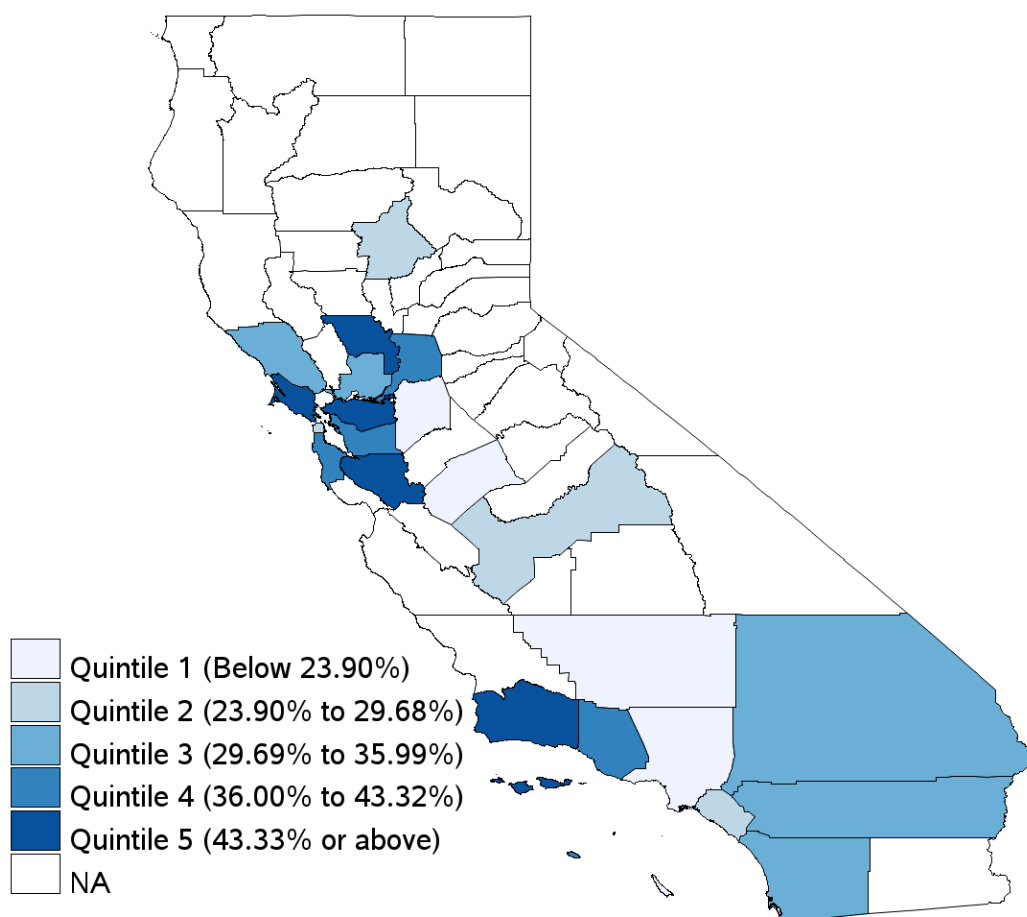 Quintile 1 (Below 23.90%)
Quintile 2 (23.90% to 29.68%)
Quintile 3 (29.69% to 35.99%)
Quintile 4 (36.00% to 43.32%)
Quintile 5 (43.33% or above)
NA